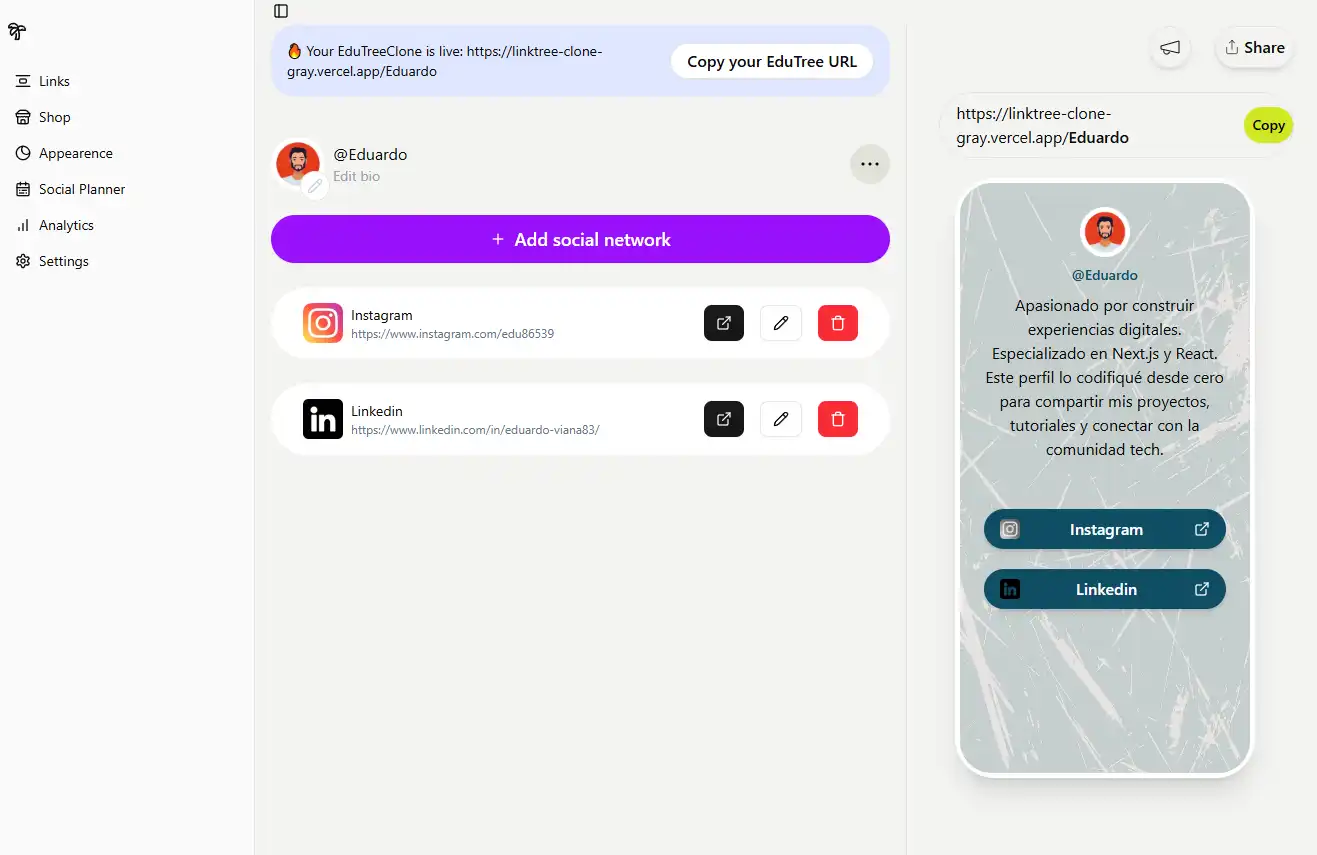 Links
Shop
Appearence
Social Planner
Analytics
Settings
🔥 Your EduTreeClone is live: https://linktree-clone-
gray.vercel.app/Eduardo
Copy your EduTree URL
@Eduardo
Edit bio
+ Add social network
Instagram
https://www.instagram.com/edu86539
Linkedin
https://www.linkedin.com/in/eduardo-viana83/
Share
https://linktree-clone-
gray.vercel.app/Eduardo
Copy
@Eduardo
Apasionado por construir
experiencias digitales.
Especializado en Next.js y React.
Este perfil lo codifiqué desde cero
para compartir mis proyectos,
tutoriales y conectar con la
comunidad tech.
Instagram
Linkedin